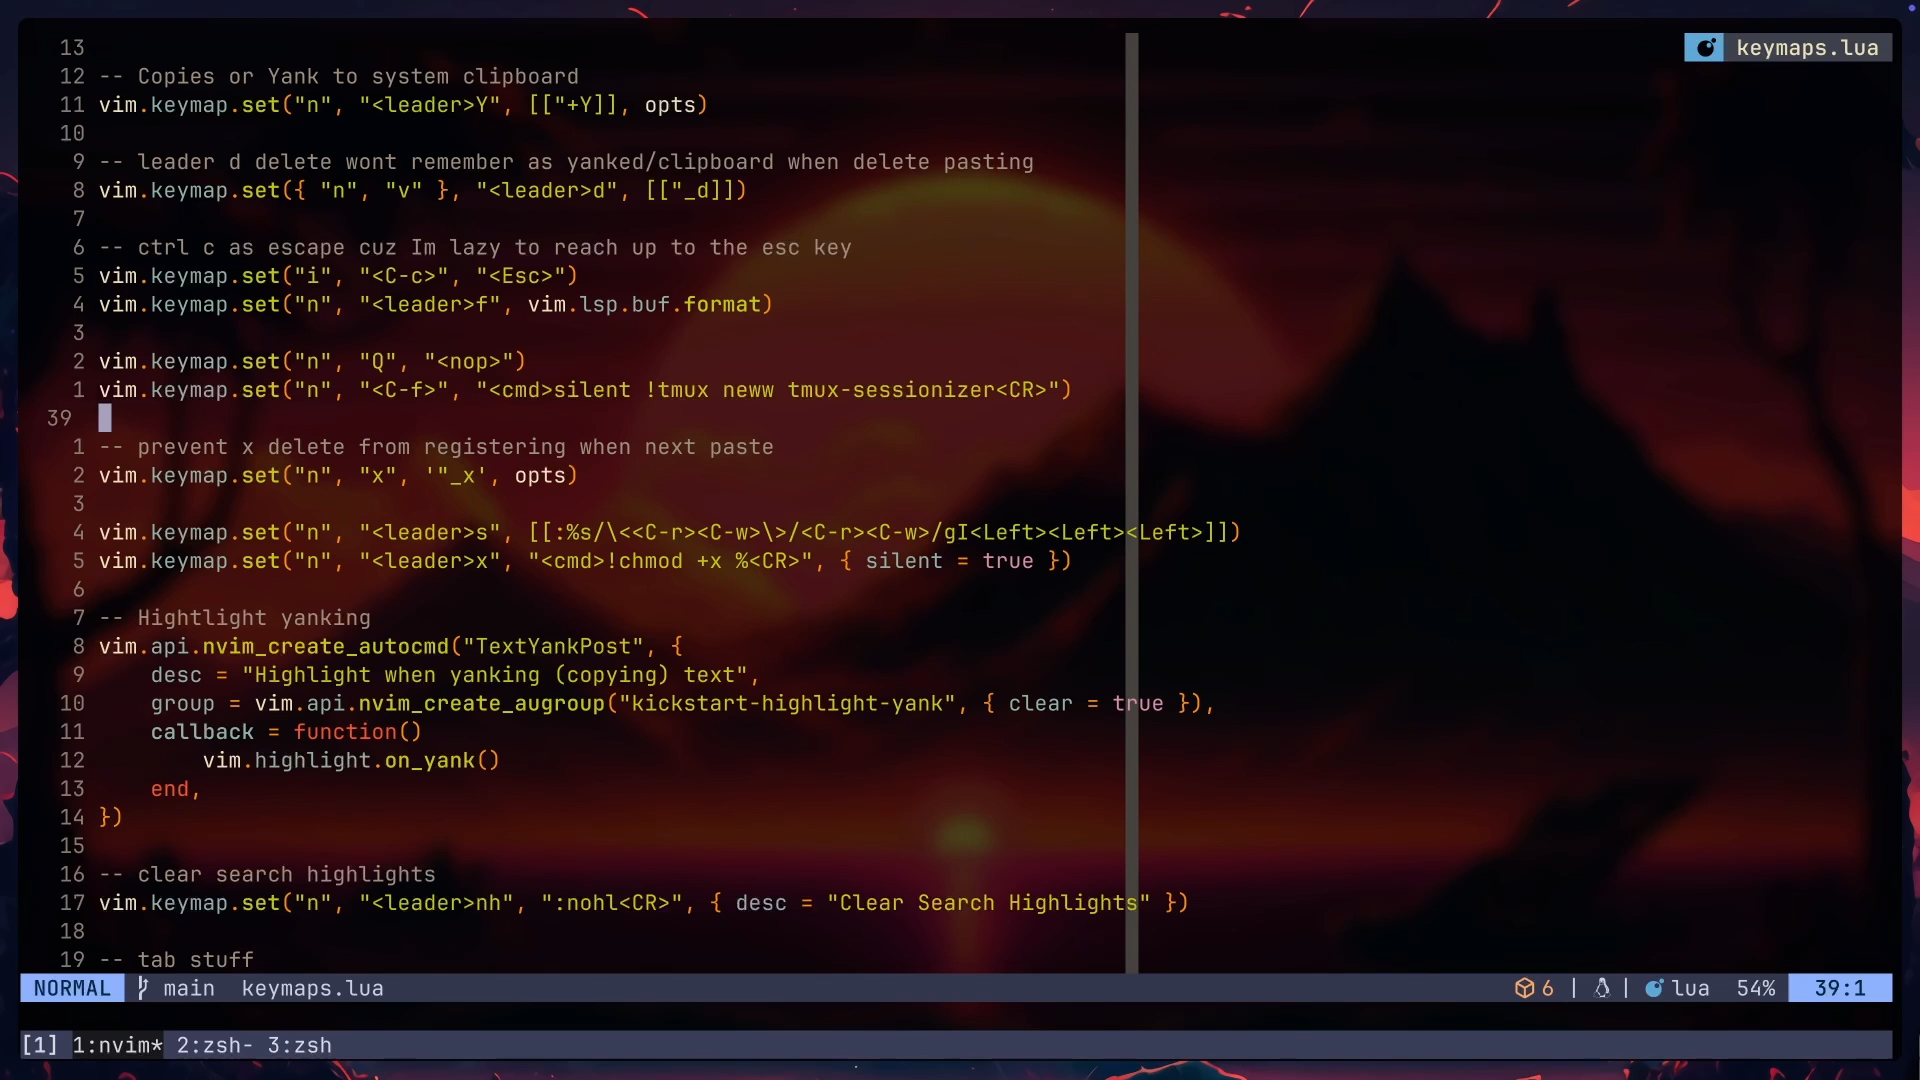 keymaps.lua
13
12 -- Copies or Yank to system clipboard
11 vim.keymap.set("n", "<leader>Y", [["+Y]], opts)
10
9 -- leader d delete wont remember as yanked/clipboard when delete pasting
8 vim.keymap.set({ "n", "v" }, "<leader>d", [["_d]])
7
6 -- ctrl c as escape cuz Im lazy to reach up to the esc key
5 vim.keymap.set("i", "<C-c>", "<Esc>")
4 vim.keymap.set("n", "<leader>f", vim.lsp.buf.format)
3
2 vim.keymap.set("n", "Q", "<nop>")
1 vim.keymap.set("n", "<C-f>", "<cmd>silent !tmux neww tmux-sessionizer<CR>")
39
1 -- prevent x delete from registering when next paste
2 vim.keymap.set("n", "x", '"_x', opts)
3
4 vim.keymap.set("n", "<leader>s", [[:%s/\<<C-r><C-w>\>/<C-r><C-w>/gI<Left><Left><Left>]])
5 vim.keymap.set("n", "<leader>x", "<cmd>!chmod +x %<CR>", { silent = true })
6
7 -- Hightlight yanking
8 vim.api.nvim_create_autocmd("TextYankPost", {
9     desc = "Highlight when yanking (copying) text",
10     group = vim.api.nvim_create_augroup("kickstart-highlight-yank", { clear = true }),
11     callback = function()
12         vim.highlight.on_yank()
13     end,
14 })
15
16 -- clear search highlights
17 vim.keymap.set("n", "<leader>nh", ":nohl<CR>", { desc = "Clear Search Highlights" })
18
19 -- tab stuff
NORMAL main keymaps.lua 6 | | lua 54% 39:1
[1] 1:nvim* 2:zsh- 3:zsh